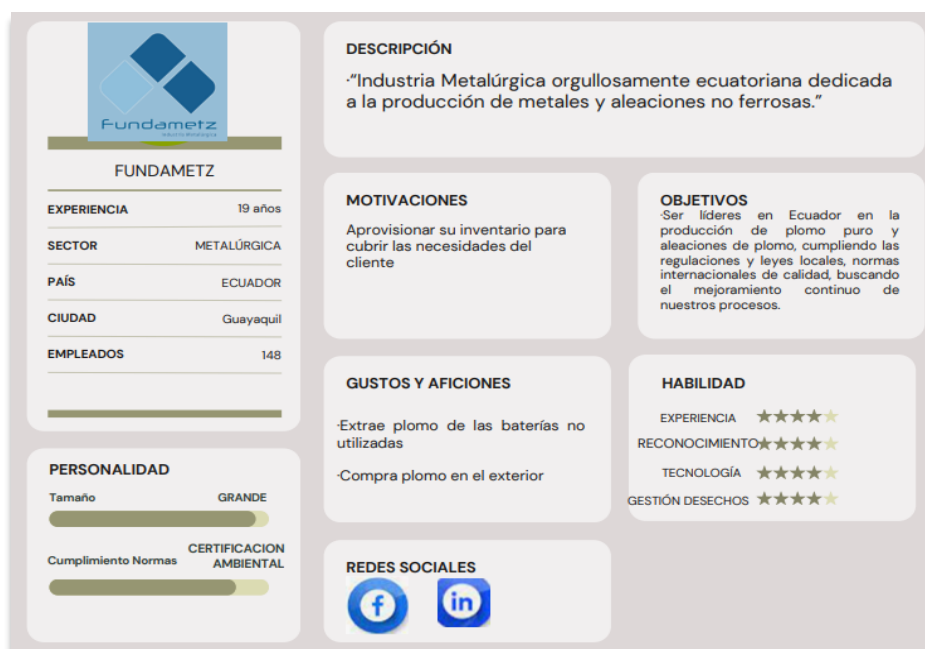 Fundametz
Industria Metalúrgica
FUNDAMETZ
EXPERIENCIA 19 años
SECTOR METALÚRGICA
PAÍS ECUADOR
CIUDAD Guayaquil
EMPLEADOS 148
PERSONALIDAD
Tamaño GRANDE
Cumplimiento Normas CERTIFICACION
AMBIENTAL
DESCRIPCIÓN
·“Industria Metalúrgica orgullosamente ecuatoriana dedicada
a la producción de metales y aleaciones no ferrosas.”
MOTIVACIONES
Aprovisionar su inventario para
cubrir las necesidades del
cliente
OBJETIVOS
·Ser líderes en Ecuador en la
producción de plomo puro y
aleaciones de plomo, cumpliendo las
regulaciones y leyes locales, normas
internacionales de calidad, buscando
el mejoramiento continuo de
nuestros procesos.
GUSTOS Y AFICIONES
·Extrae plomo de las baterías no
utilizadas
·Compra plomo en el exterior
HABILIDAD
EXPERIENCIA ★★★★★
RECONOCIMIENTO ★★★★★
TECNOLOGÍA ★★★★★
GESTIÓN DESECHOS ★★★★★
REDES SOCIALES
f
in